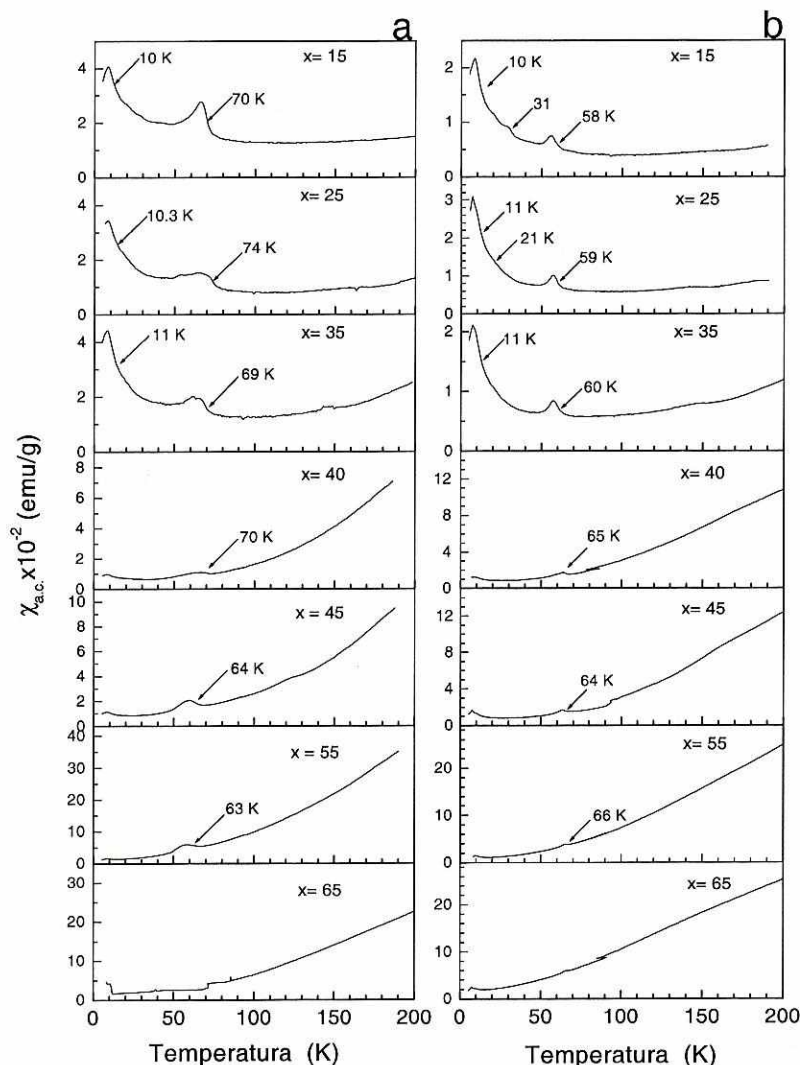 a
b
χa.c. x10-2 (emu/g)
x= 15
10 K
70 K
4
2
0
x= 25
10.3 K
74 K
4
2
0
x= 35
11 K
69 K
4
2
0
x= 40
70 K
8
6
4
2
0
x = 45
64 K
10
8
6
4
2
0
x = 55
63 K
40
30
20
10
0
x= 65
30
20
10
0
0 50 100 150 200
Temperatura (K)
x= 15
10 K
31
58 K
2
1
0
x= 25
11 K
21 K
59 K
3
2
1
0
x= 35
11 K
60 K
2
1
0
x= 40
65 K
12
8
4
0
x= 45
64 K
12
8
4
0
x= 55
66 K
20
10
0
x= 65
20
10
0
0 50 100 150 200
Temperatura (K)